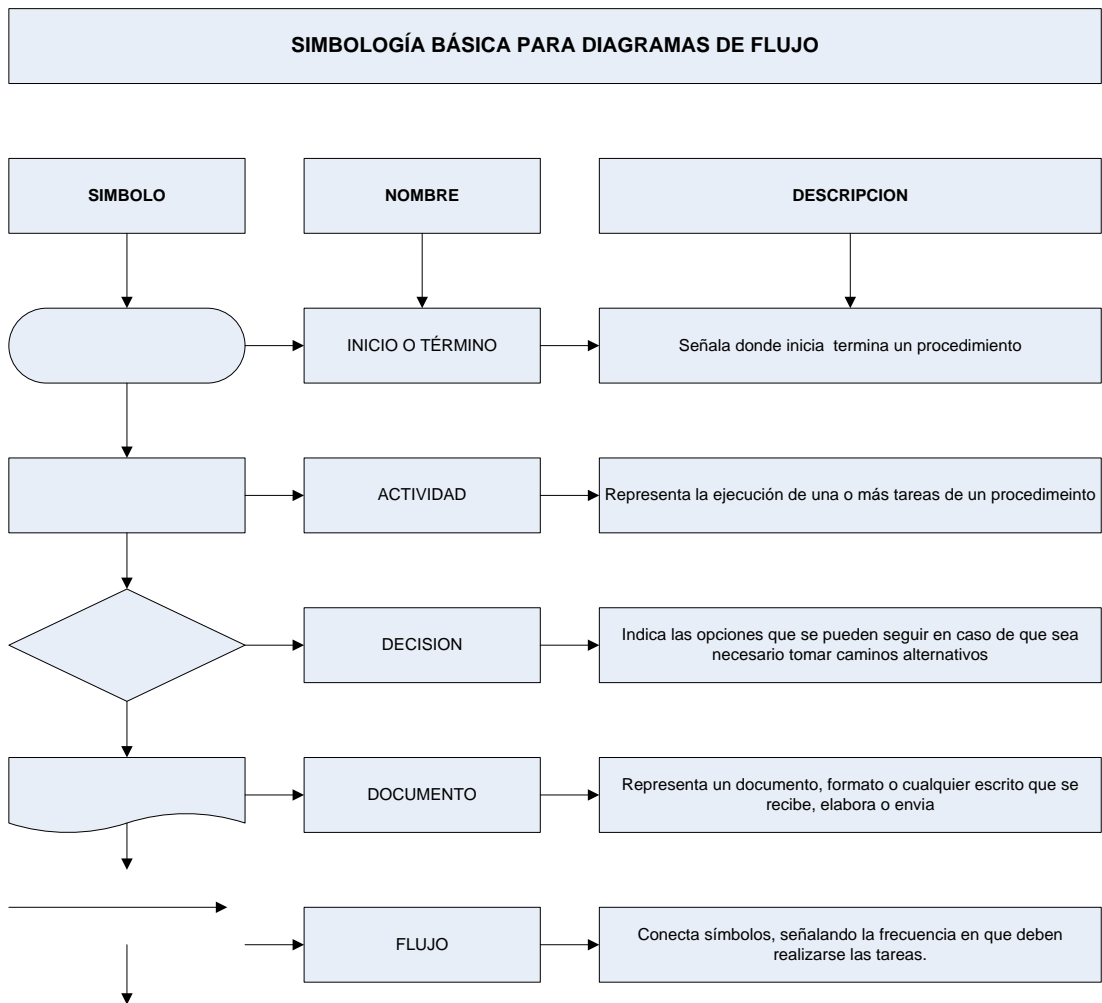 SIMBOLOGÍA BÁSICA PARA DIAGRAMAS DE FLUJO
SIMBOLO
NOMBRE
DESCRIPCION
INICIO O TÉRMINO
Señala donde inicia  termina un procedimiento
ACTIVIDAD
Representa la ejecución de una o más tareas de un procedimeinto
DECISION
Indica las opciones que se pueden seguir en caso de que sea
necesario tomar caminos alternativos
DOCUMENTO
Representa un documento, formato o cualquier escrito que se
recibe, elabora o envia
FLUJO
Conecta símbolos, señalando la frecuencia en que deben
realizarse las tareas.